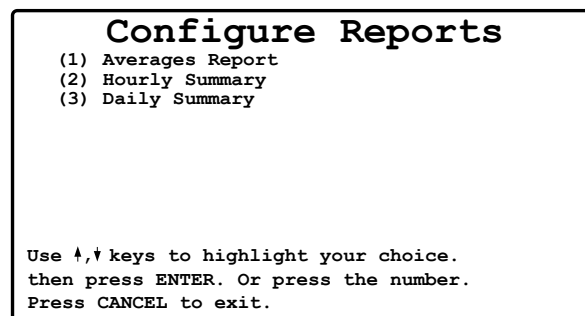 Configure Reports
(1) Averages Report
(2) Hourly Summary
(3) Daily Summary
Use ↑,↓ keys to highlight your choice.
then press ENTER. Or press the number.
Press CANCEL to exit.